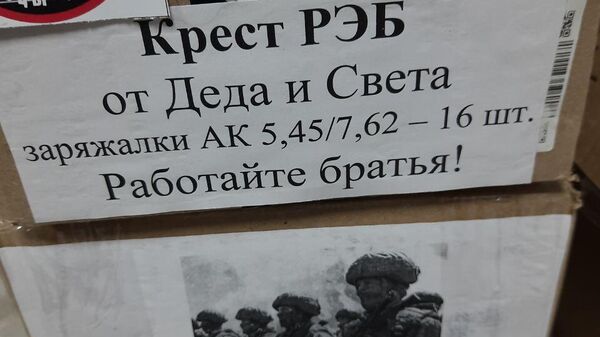 Крест РЭБ
от Деда и Света
заряжалки АК 5,45/7,62 – 16 шт.
Работайте братья!